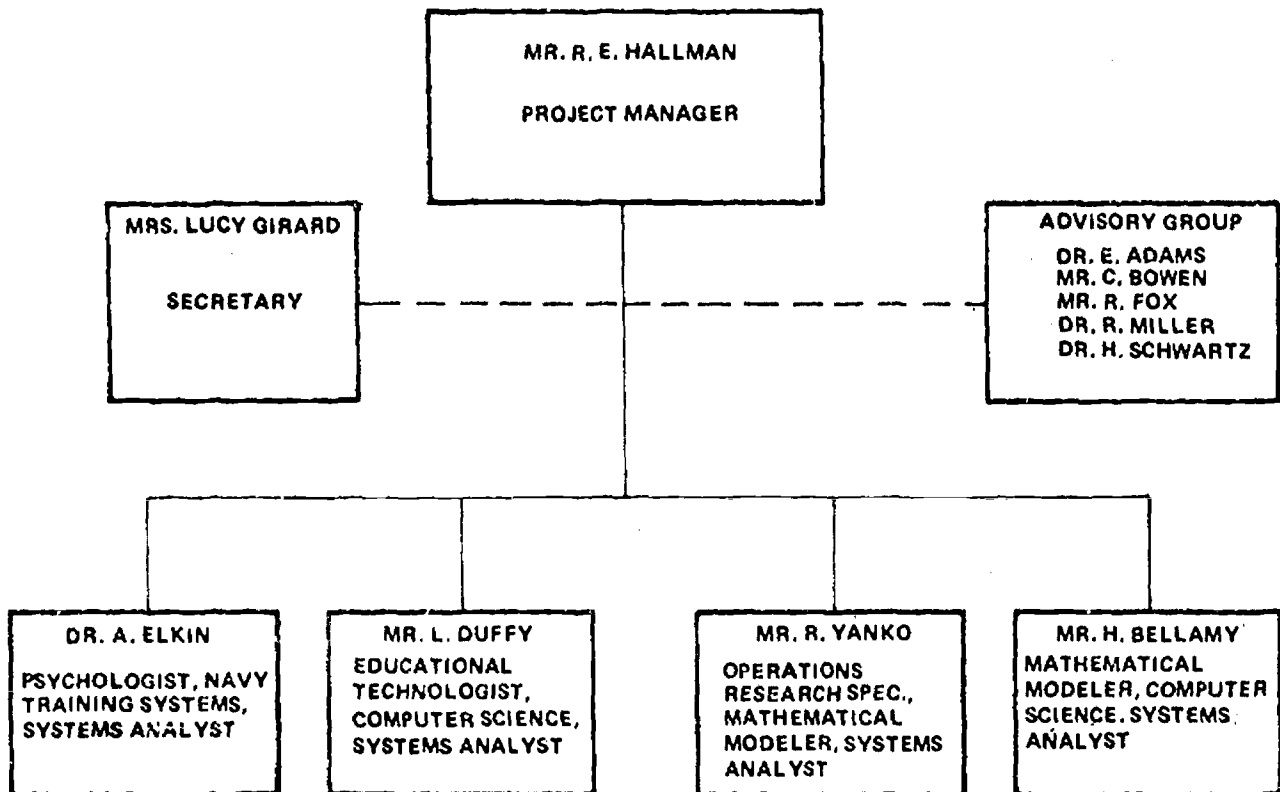 MR. R. E. HALLMAN
PROJECT MANAGER
MRS. LUCY GIRARD
SECRETARY
ADVISORY GROUP
DR. E. ADAMS
MR. C. BOWEN
MR. R. FOX
DR. R. MILLER
DR. H. SCHWARTZ
DR. A. ELKIN
PSYCHOLOGIST, NAVY
TRAINING SYSTEMS,
SYSTEMS ANALYST
MR. L. DUFFY
EDUCATIONAL
TECHNOLOGIST,
COMPUTER SCIENCE,
SYSTEMS ANALYST
MR. R. YANKO
OPERATIONS
RESEARCH SPEC.,
MATHEMATICAL
MODELER, SYSTEMS
ANALYST
MR. H. BELLAMY
MATHEMATICAL
MODELER, COMPUTER
SCIENCE. SYSTEMS
ANALYST